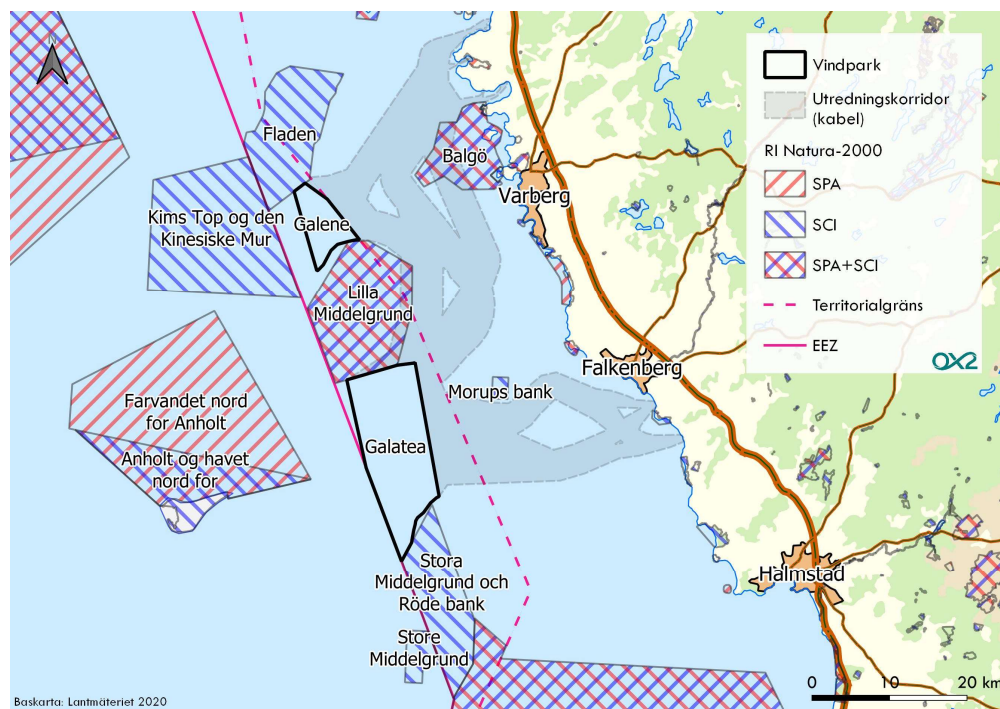 N
Fladen
Kims Top og den
Kinesiske Mur
Galene
Balgö
Varberg
Lilla
Middelgrund
Falkenberg
Morups bank
Farvandet nord
for Anholt
Anholt og havet
nord for
Galatea
Stora
Middelgrund och
Röde bank
Store
Middelgrund
Halmstad
Vindpark
Utredningskorridor
(kabel)
RI Natura-2000
SPA
SCI
SPA+SCI
Territorialgräns
EEZ
OX2
0 10 20 km
Baskarta: Lantmäteriet 2020